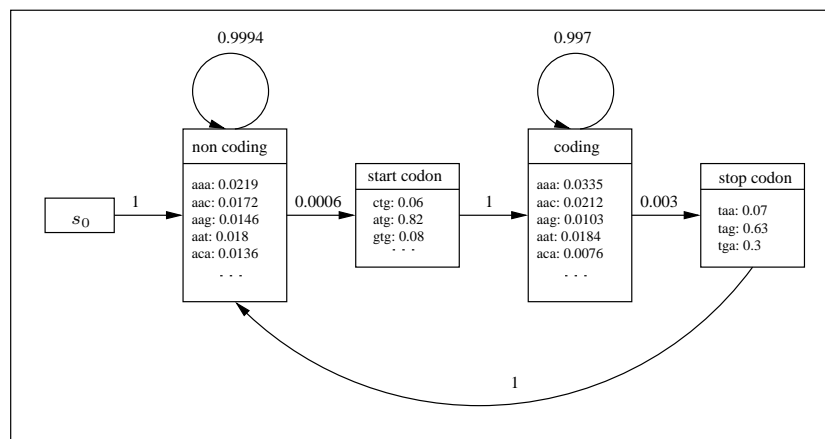 0.9994
0.997
non coding
aaa: 0.0219
aac: 0.0172
aag: 0.0146
aat: 0.018
aca: 0.0136
. . .
start codon
ctg: 0.06
atg: 0.82
gtg: 0.08
. . .
coding
aaa: 0.0335
aac: 0.0212
aag: 0.0103
aat: 0.0184
aca: 0.0076
. . .
stop codon
taa: 0.07
tag: 0.63
tga: 0.3
s0
1
0.0006
1
0.003
1